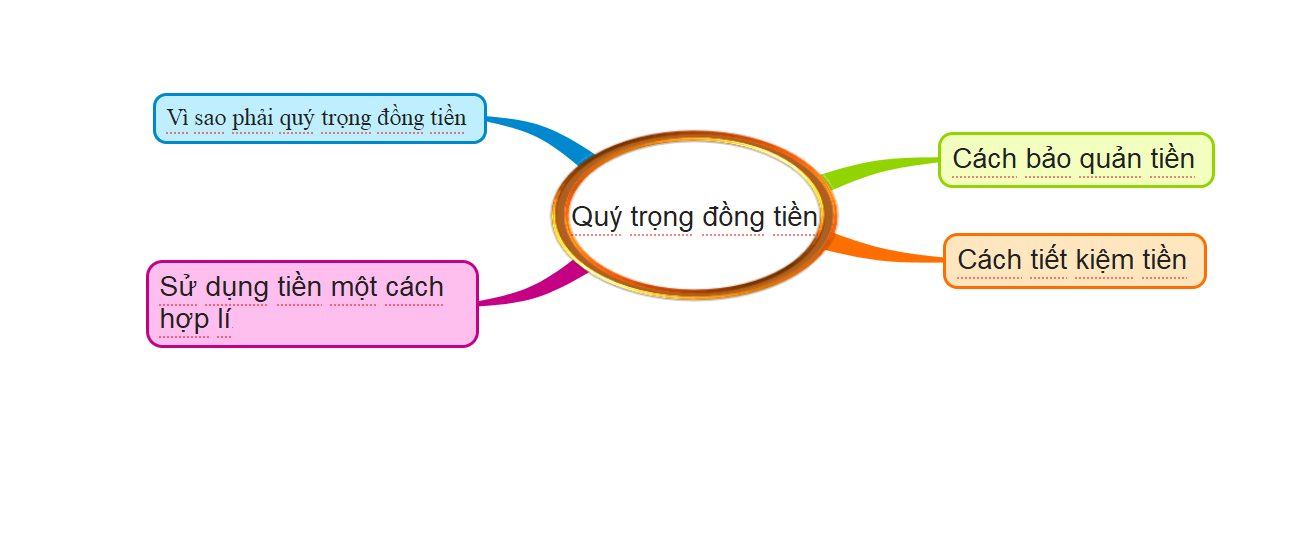 Vì sao phải quý trọng đồng tiền
Cách bảo quản tiền
Quý trọng đồng tiền
Cách tiết kiệm tiền
Sử dụng tiền một cách
hợp lí